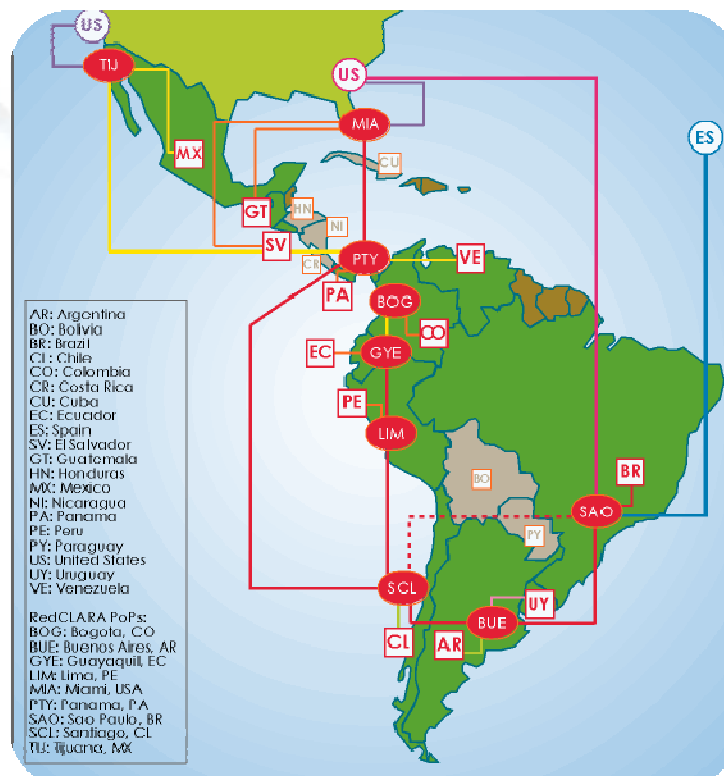 US
TIJ
US
MIA
ES
MX
CU
GT
HN
NI
SV
CR
PTY
VE
PA
BOG
CO
EC
GYE
PE
LIM
BO
BR
SAO
PY
SCL
UY
BUE
CL
AR
AR: Argentina
BO: Bolivia
BR: Brazil
CL: Chile
CO: Colombia
CR: Costa Rica
CU: Cuba
EC: Ecuador
ES: Spain
SV: El Salvador
GT: Guatemala
HN: Honduras
MX: Mexico
NI: Nicaragua
PA: Panama
PE: Peru
PY: Paraguay
US: United States
UY: Uruguay
VE: Venezuela
RedCLARA PoPs:
BOG: Bogota, CO
BUE: Buenos Aires, AR
GYE: Guayaquil, EC
LIM: Lima, PE
MIA: Miami, USA
PTY: Panama, PA
SAO: Sao Paulo, BR
SCL: Santiago, CL
TIJ: Tijuana, MX